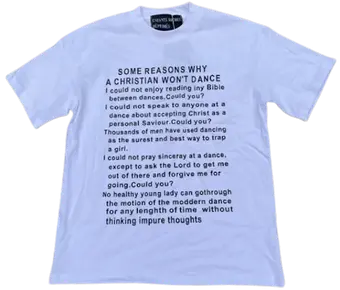 SOME REASONS WHY
A CHRISTIAN WON'T DANCE
I could not enjoy reading iny Bible
between dances.Could you?
I could not speak to anyone at a
dance about accepting Christ as a
personal Saviour.Could you?
Thousands of men have used dancing
as the surest and best way to trap
a girl.
I could not pray sinceray at a dance,
except to ask the Lord to get me
out of there and forgive me for
going.Could you?
No healthy young lady can gothrough
the motion of the moddern dance
for any lenghth of time without
thinking impure thoughts